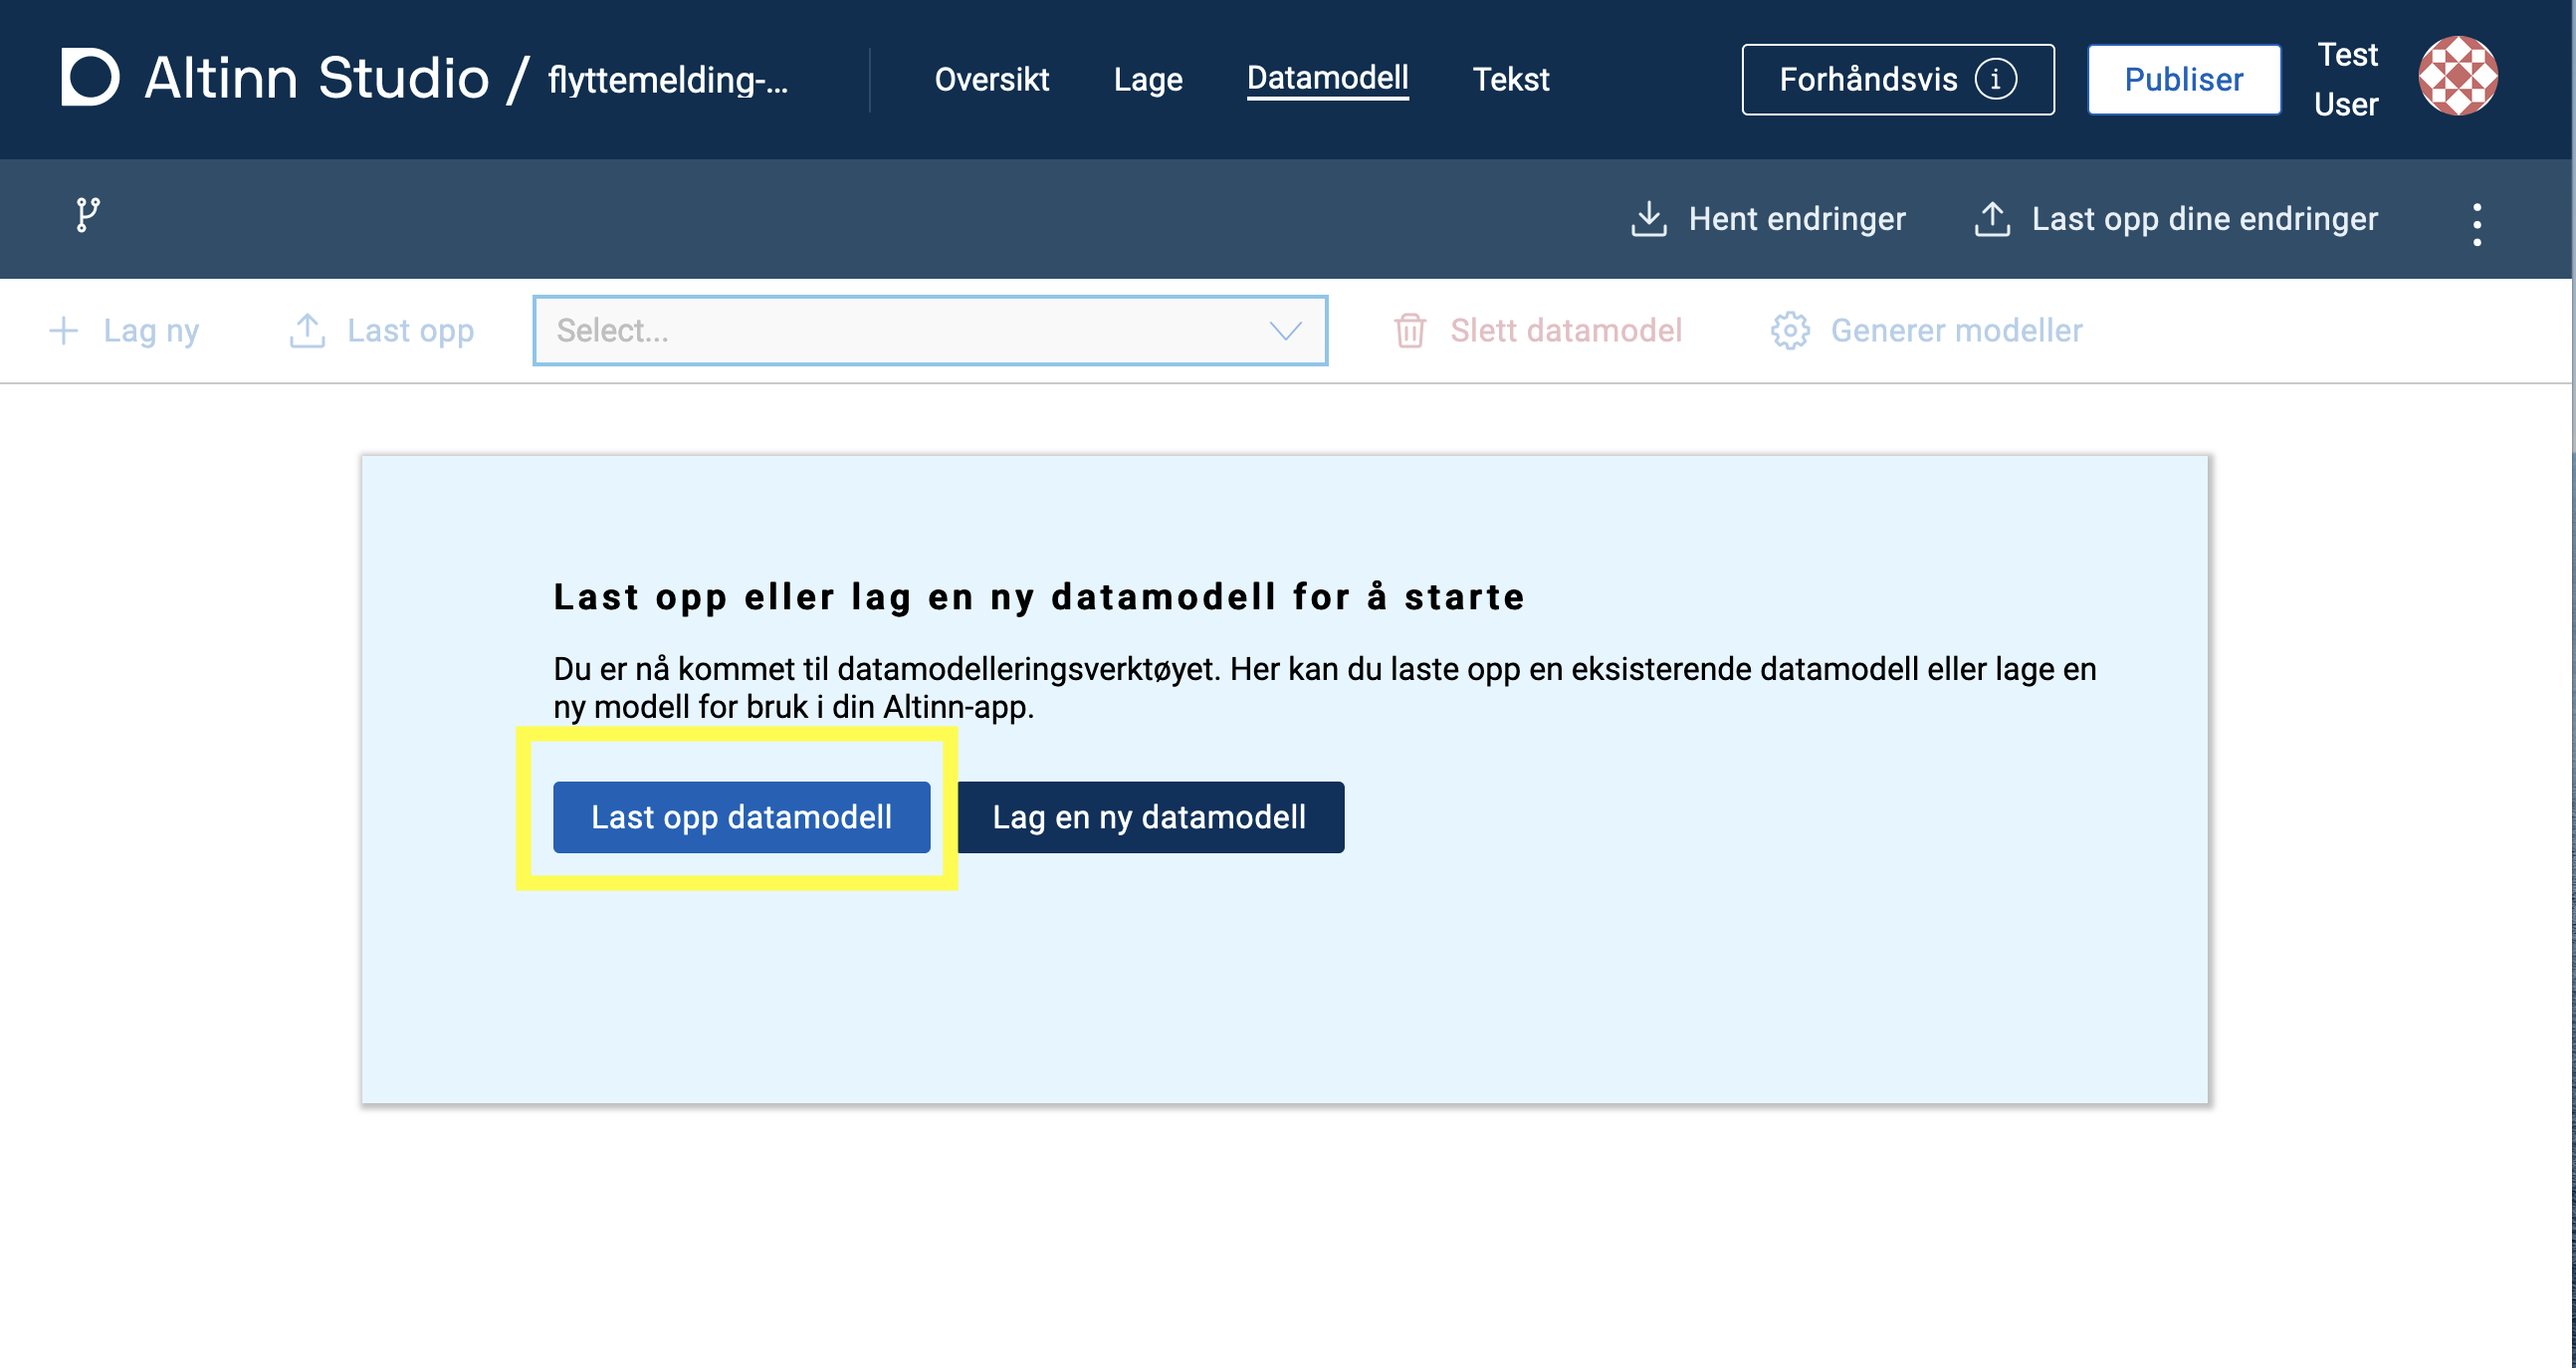 Altinn Studio / flyttemelding-...
Oversikt
Lage
Datamodell
Tekst
Forhåndsvis
Publiser
Test
User
Hent endringer
Last opp dine endringer
Lag ny
Last opp
Select...
Slett datamodel
Generer modeller
Last opp eller lag en ny datamodell for å starte
Du er nå kommet til datamodelleringsverktøyet. Her kan du laste opp en eksisterende datamodell eller lage en
ny modell for bruk i din Altinn-app.
Last opp datamodell
Lag en ny datamodell